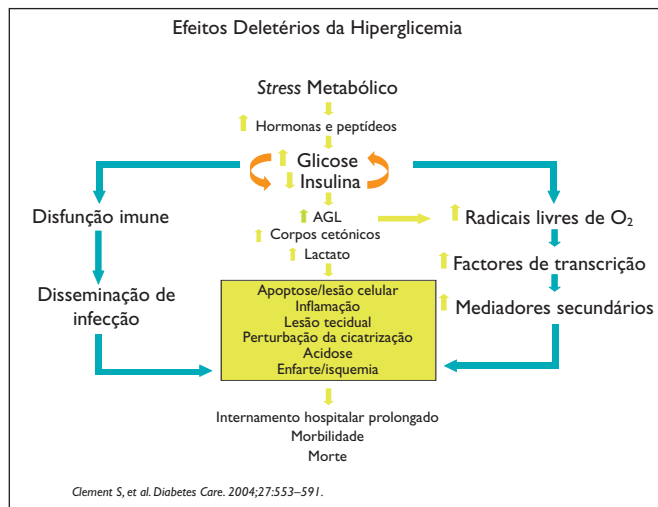 Efeitos Deletérios da Hiperglicemia
Stress Metabólico
Hormonas e peptídeos
Glicose
Insulina
AGL
Corpos cetónicos
Lactato
Disfunção imune
Disseminação de
infecção
Radicais livres de O₂
Factores de transcrição
Mediadores secundários
Apoptose/lesão celular
Inflamação
Lesão tecidual
Perturbação da cicatrização
Acidose
Enfarte/isquemia
Internamento hospitalar prolongado
Morbilidade
Morte
Clement S, et al. Diabetes Care. 2004;27:553–591.